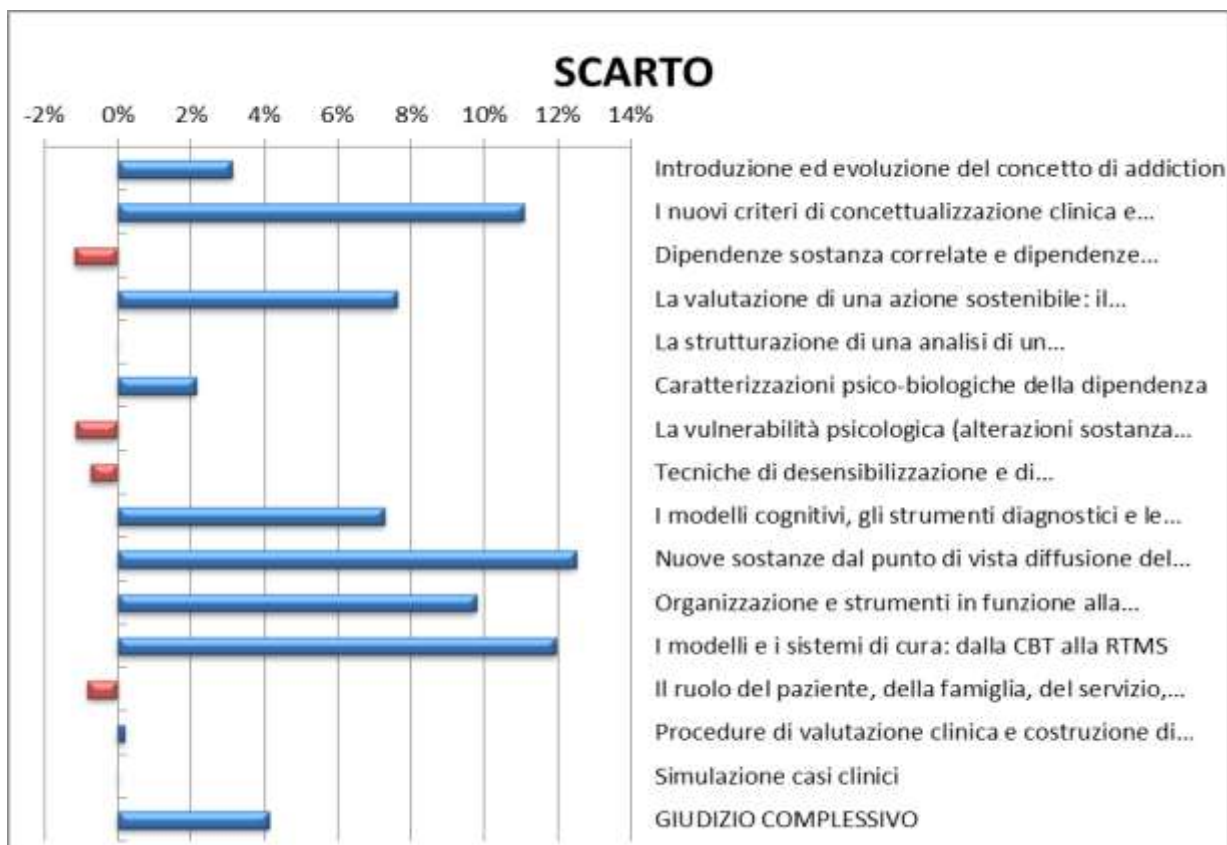 SCARTO
-2% 0% 2% 4% 6% 8% 10% 12% 14%
Introduzione ed evoluzione del concetto di addiction
I nuovi criteri di concettualizzazione clinica e...
Dipendenze sostanza correlate e dipendenze...
La valutazione di una azione sostenibile: il...
La strutturazione di una analisi di un...
Caratterizzazioni psico-biologiche della dipendenza
La vulnerabilità psicologica (alterazioni sostanza...
Tecniche di desensibilizzazione e di...
I modelli cognitivi, gli strumenti diagnostici e le...
Nuove sostanze dal punto di vista diffusione del...
Organizzazione e strumenti in funzione alla...
I modelli e i sistemi di cura: dalla CBT alla RTMS
Il ruolo del paziente, della famiglia, del servizio,...
Procedure di valutazione clinica e costruzione di...
Simulazione casi clinici
GIUDIZIO COMPLESSIVO